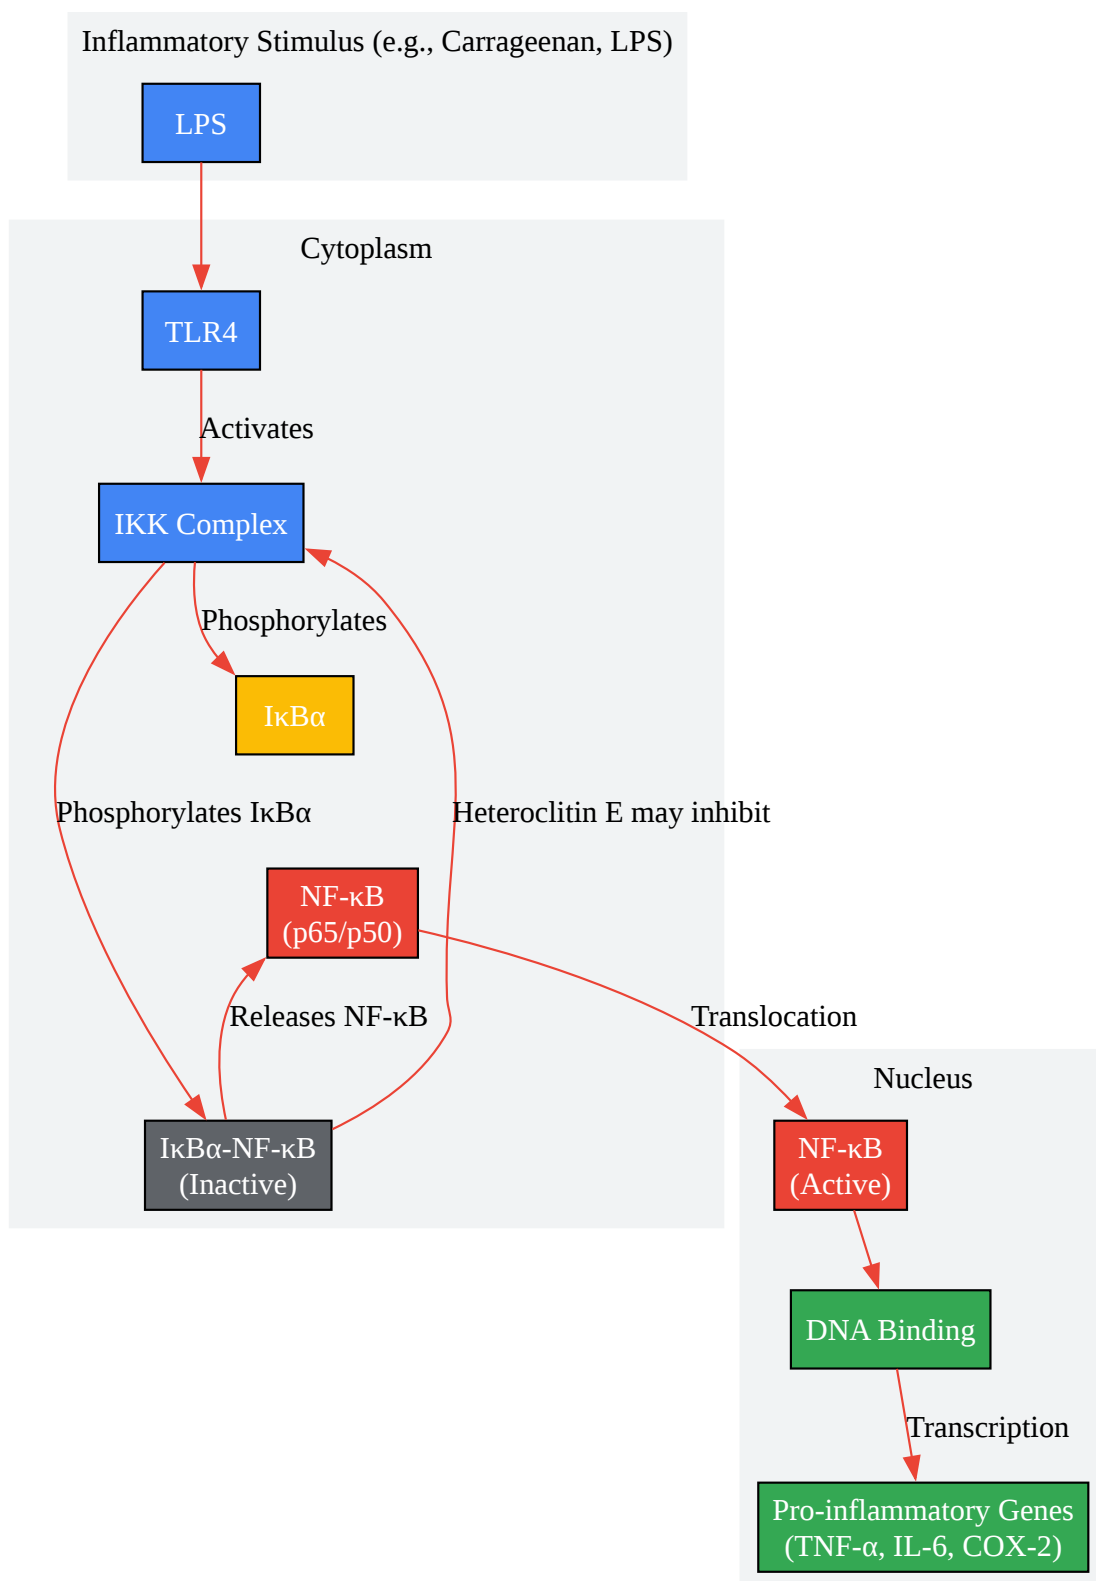 Inflammatory Stimulus (e.g., Carrageenan, LPS)
LPS
Cytoplasm
TLR4
Activates
IKK Complex
Phosphorylates
IκBα
Phosphorylates IκBα
Heteroclitin E may inhibit
NF-κB
(p65/p50)
Releases NF-κB
Translocation
Nucleus
IκBα-NF-κB
(Inactive)
NF-κB
(Active)
DNA Binding
Transcription
Pro-inflammatory Genes
(TNF-α, IL-6, COX-2)